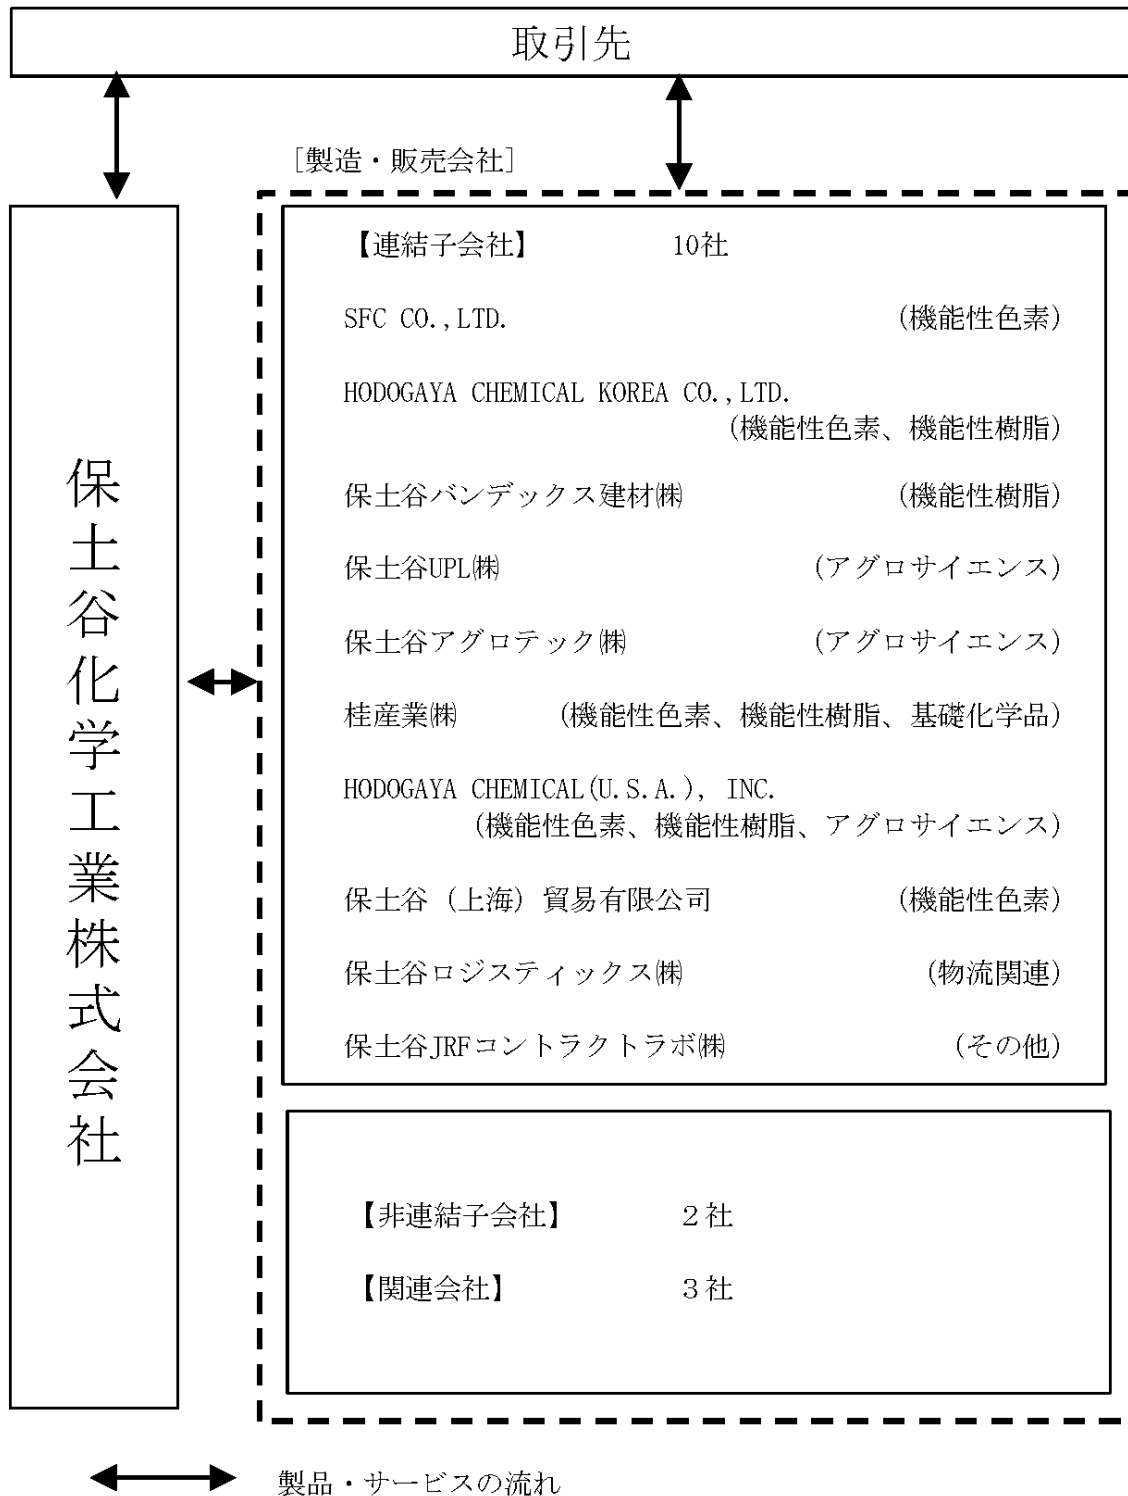 取引先
[製造・販売会社]
保土谷化学工業株式会社
【連結子会社】 10社
SFC CO.,LTD. (機能性色素)
HODOGAYA CHEMICAL KOREA CO.,LTD.
(機能性色素、機能性樹脂)
保土谷バンデックス建材㈱ (機能性樹脂)
保土谷UPL㈱ (アグロサイエンス)
保土谷アグロテック㈱ (アグロサイエンス)
桂産業㈱ (機能性色素、機能性樹脂、基礎化学品)
HODOGAYA CHEMICAL(U.S.A.), INC.
(機能性色素、機能性樹脂、アグロサイエンス)
保土谷（上海）貿易有限公司 (機能性色素)
保土谷ロジスティックス㈱ (物流関連)
保土谷JRFコントラクトラボ㈱ (その他)
【非連結子会社】 ２社
【関連会社】 ３社
製品・サービスの流れ